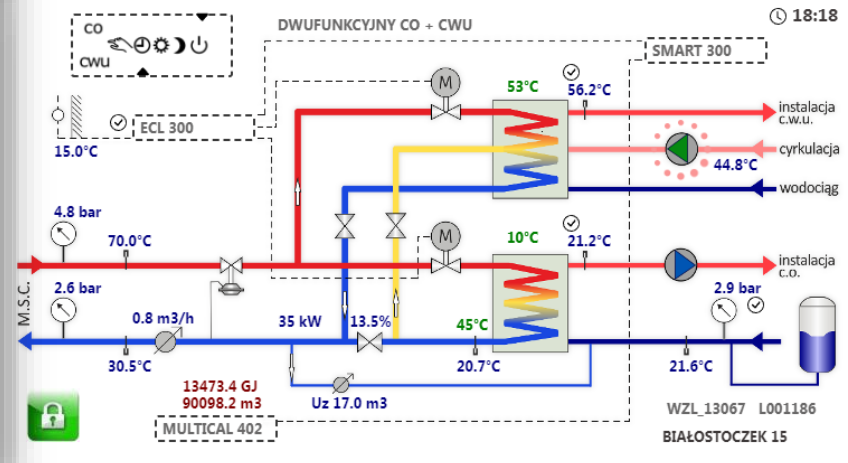 CO
CWU
DWUFUNKCYJNY CO + CWU
18:18
SMART 300
M
53°C
56.2°C
instalacja
c.w.u.
ECL 300
15.0°C
cyrkulacja
44.8°C
wodociąg
4.8 bar
70.0°C
M
10°C
21.2°C
instalacja
c.o.
M.S.C.
2.6 bar
0.8 m3/h
35 kW
13.5%
45°C
2.9 bar
30.5°C
20.7°C
21.6°C
13473.4 GJ
90098.2 m3
Uz 17.0 m3
MULTICAL 402
WZL_13067 L001186
BIAŁOSTOCZEK 15